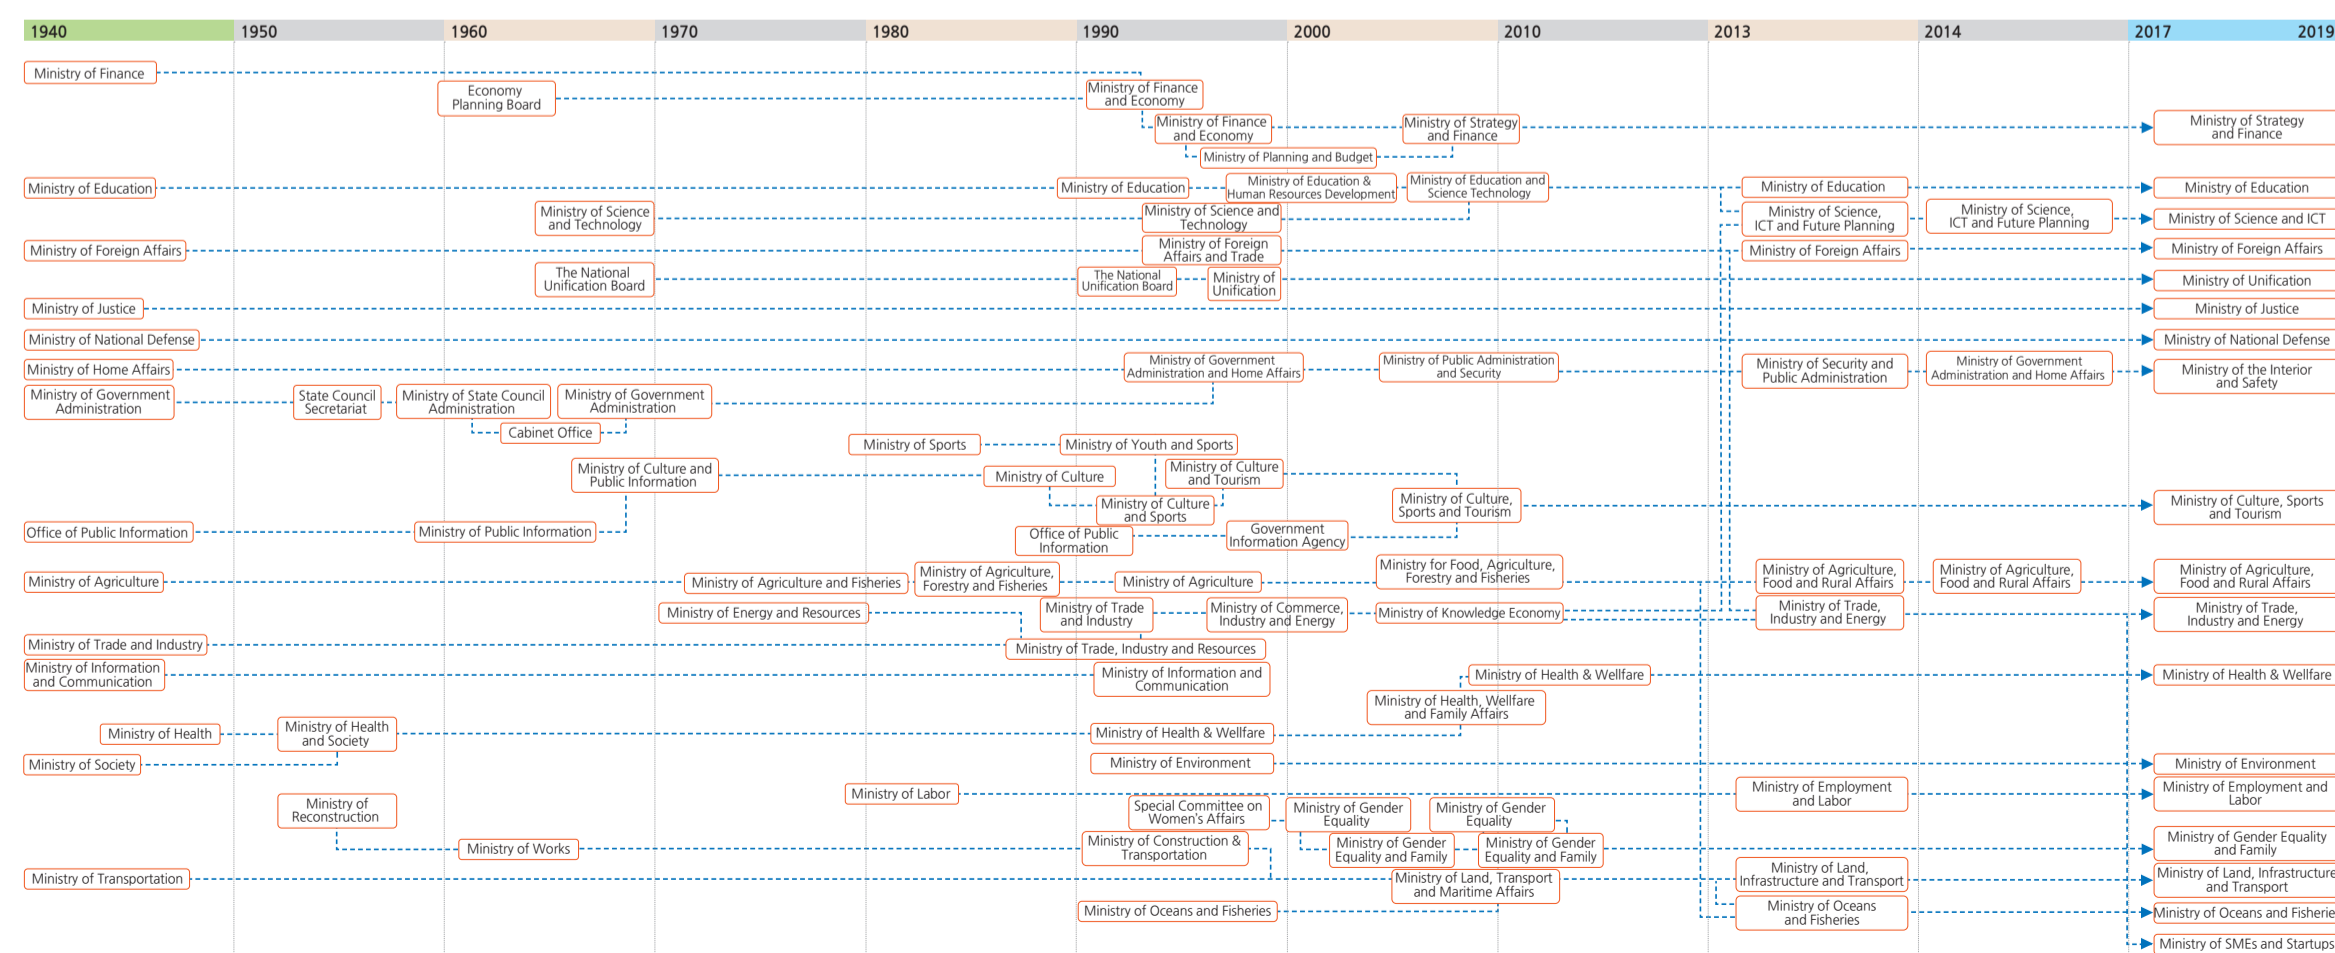 1940 1950 1960 1970 1980 1990 2000 2010 2013 2014 2017 2019
Ministry of Finance
Economy
Planning Board
Ministry of Finance
and Economy
Ministry of Finance
and Economy
Ministry of Strategy
and Finance
Ministry of Strategy
and Finance
Ministry of Planning and Budget
Ministry of Education
Ministry of Education
Ministry of Education &
Human Resources Development
Ministry of Education and
Science Technology
Ministry of Education
Ministry of Education
Ministry of Science
and Technology
Ministry of Science and
Technology
Ministry of Science,
ICT and Future Planning
Ministry of Science,
ICT and Future Planning
Ministry of Science and ICT
Ministry of Foreign Affairs
Ministry of Foreign
Affairs and Trade
Ministry of Foreign Affairs
Ministry of Foreign Affairs
The National
Unification Board
The National
Unification Board
Ministry of
Unification
Ministry of Unification
Ministry of Justice
Ministry of Justice
Ministry of National Defense
Ministry of National Defense
Ministry of Home Affairs
Ministry of Government
Administration and Home Affairs
Ministry of Public Administration
and Security
Ministry of Security and
Public Administration
Ministry of Government
Administration and Home Affairs
Ministry of the Interior
and Safety
Ministry of Government
Administration
State Council
Secretariat
Ministry of State Council
Administration
Ministry of Government
Administration
Cabinet Office
Ministry of Sports
Ministry of Youth and Sports
Ministry of Culture and
Public Information
Ministry of Culture
Ministry of Culture
and Tourism
Ministry of Culture
and Sports
Ministry of Culture,
Sports and Tourism
Ministry of Culture, Sports
and Tourism
Office of Public Information
Ministry of Public Information
Office of Public
Information
Government
Information Agency
Ministry of Agriculture
Ministry of Agriculture and Fisheries
Ministry of Agriculture,
Forestry and Fisheries
Ministry of Agriculture
Ministry for Food, Agriculture,
Forestry and Fisheries
Ministry of Agriculture,
Food and Rural Affairs
Ministry of Agriculture,
Food and Rural Affairs
Ministry of Agriculture,
Food and Rural Affairs
Ministry of Energy and Resources
Ministry of Trade
and Industry
Ministry of Commerce,
Industry and Energy
Ministry of Knowledge Economy
Ministry of Trade,
Industry and Energy
Ministry of Trade,
Industry and Energy
Ministry of Trade and Industry
Ministry of Trade, Industry and Resources
Ministry of Information
and Communication
Ministry of Information and
Communication
Ministry of Health & Wellfare
Ministry of Health & Wellfare
Ministry of Health, Wellfare
and Family Affairs
Ministry of Health
Ministry of Health
and Society
Ministry of Health & Wellfare
Ministry of Society
Ministry of Environment
Ministry of Environment
Ministry of Labor
Ministry of Employment
and Labor
Ministry of Employment and
Labor
Ministry of
Reconstruction
Special Committee on
Women's Affairs
Ministry of Gender
Equality
Ministry of Gender
Equality
Ministry of Works
Ministry of Construction &
Transportation
Ministry of Gender
Equality and Family
Ministry of Gender
Equality and Family
Ministry of Gender Equality
and Family
Ministry of Transportation
Ministry of Land, Transport
and Maritime Affairs
Ministry of Land,
Infrastructure and Transport
Ministry of Land, Infrastructure
and Transport
Ministry of Oceans and Fisheries
Ministry of Oceans
and Fisheries
Ministry of Oceans and Fisherie
Ministry of SMEs and Startups